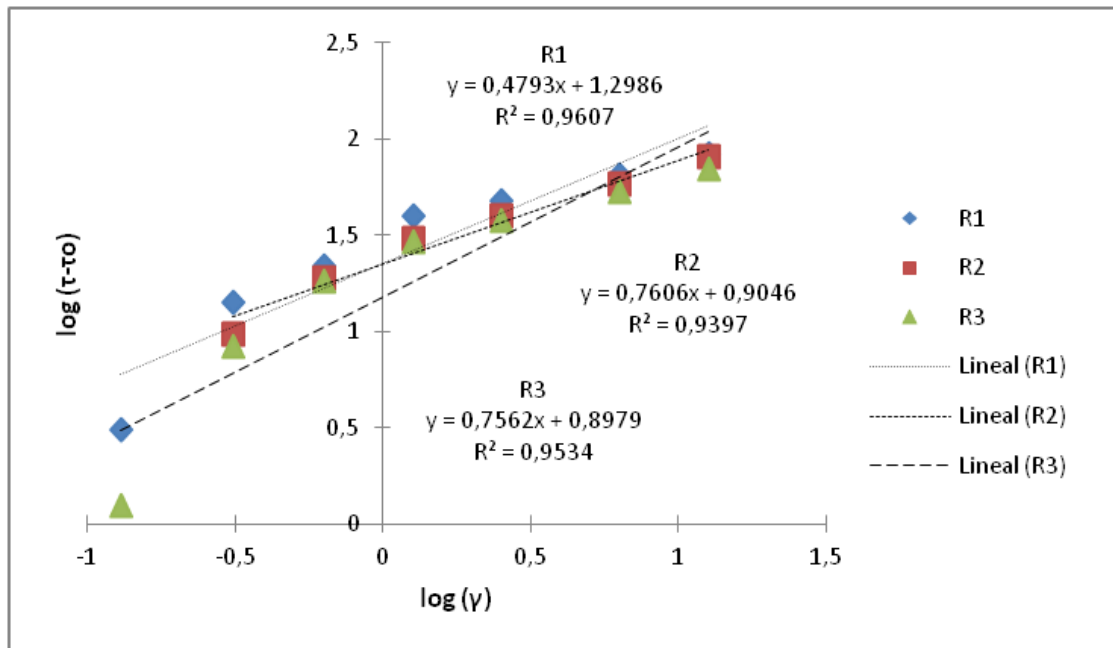 2,5
2
1,5
1
0,5
0
-1
-0,5
0
0,5
1
1,5
log (τ-τo)
log (γ)
R1
y = 0,4793x + 1,2986
R² = 0,9607
R2
y = 0,7606x + 0,9046
R² = 0,9397
R3
y = 0,7562x + 0,8979
R² = 0,9534
R1
R2
R3
Lineal (R1)
Lineal (R2)
Lineal (R3)